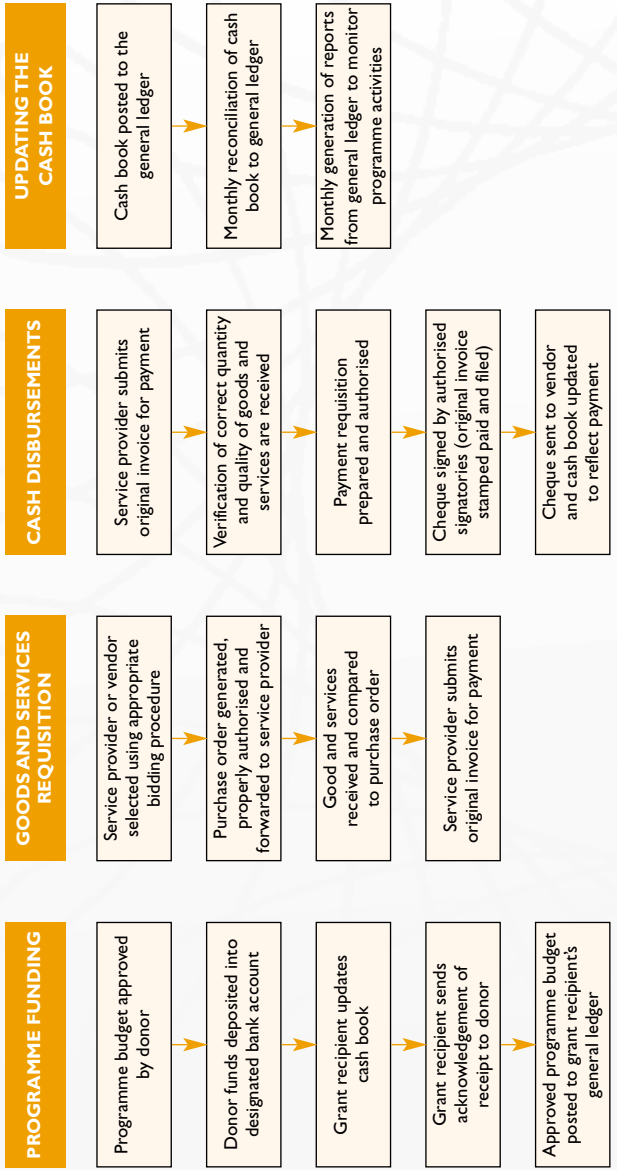 PROGRAMME FUNDING
Programme budget approved
by donor
Donor funds deposited into
designated bank account
Grant recipient updates
cash book
Grant recipient sends
acknowledgement of
receipt to donor
Approved programme budget
posted to grant recipient's
general ledger
GOODS AND SERVICES
REQUISITION
Service provider or vendor
selected using appropriate
bidding procedure
Purchase order generated,
properly authorised and
forwarded to service provider
Good and services
received and compared
to purchase order
Service provider submits
original invoice for payment
CASH DISBURSEMENTS
Service provider submits
original invoice for payment
Verification of correct quantity
and quality of goods and
services are received
Payment requisition
prepared and authorised
Cheque signed by authorised
signatories (original invoice
stamped paid and filed)
Cheque sent to vendor
and cash book updated
to reflect payment
UPDATING THE
CASH BOOK
Cash book posted to the
general ledger
Monthly reconciliation of cash
book to general ledger
Monthly generation of reports
from general ledger to monitor
programme activities